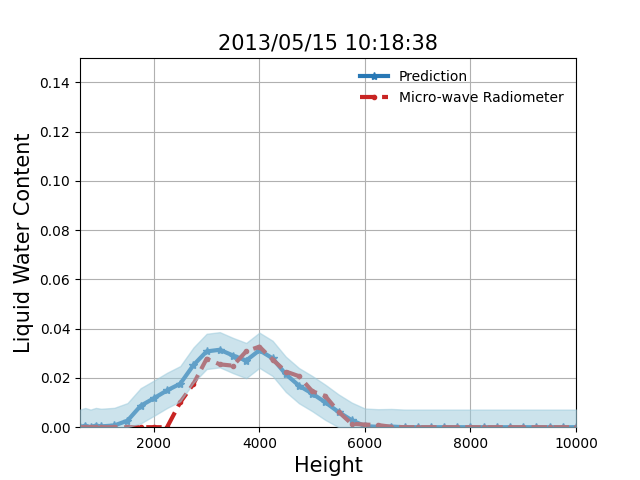 2013/05/15 10:18:38
Prediction
Micro-wave Radiometer
Liquid Water Content
0.14
0.12
0.10
0.08
0.06
0.04
0.02
0.00
2000 4000 6000 8000 10000
Height